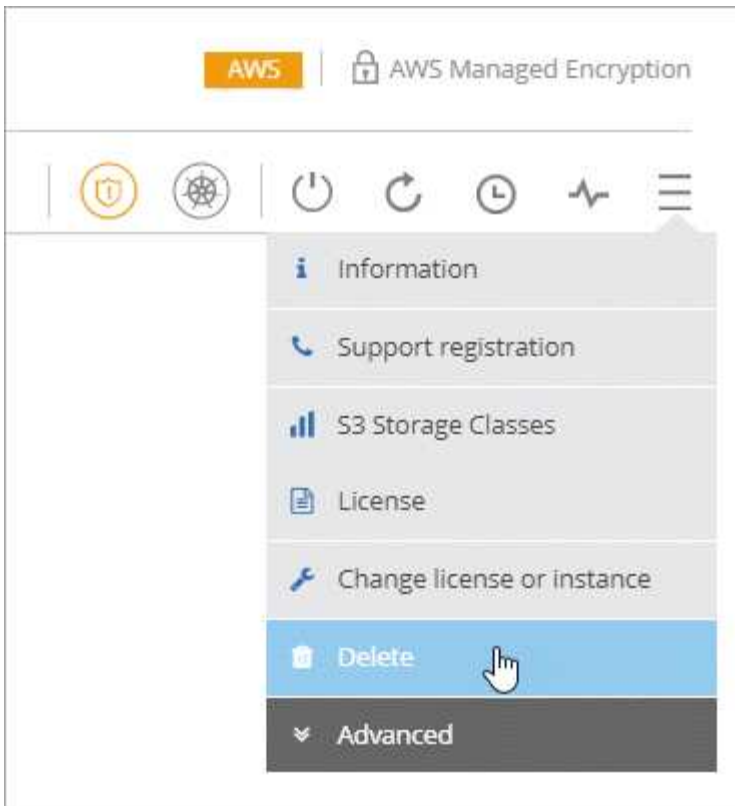 AWS
AWS Managed Encryption
Information
Support registration
S3 Storage Classes
License
Change license or instance
Delete
Advanced